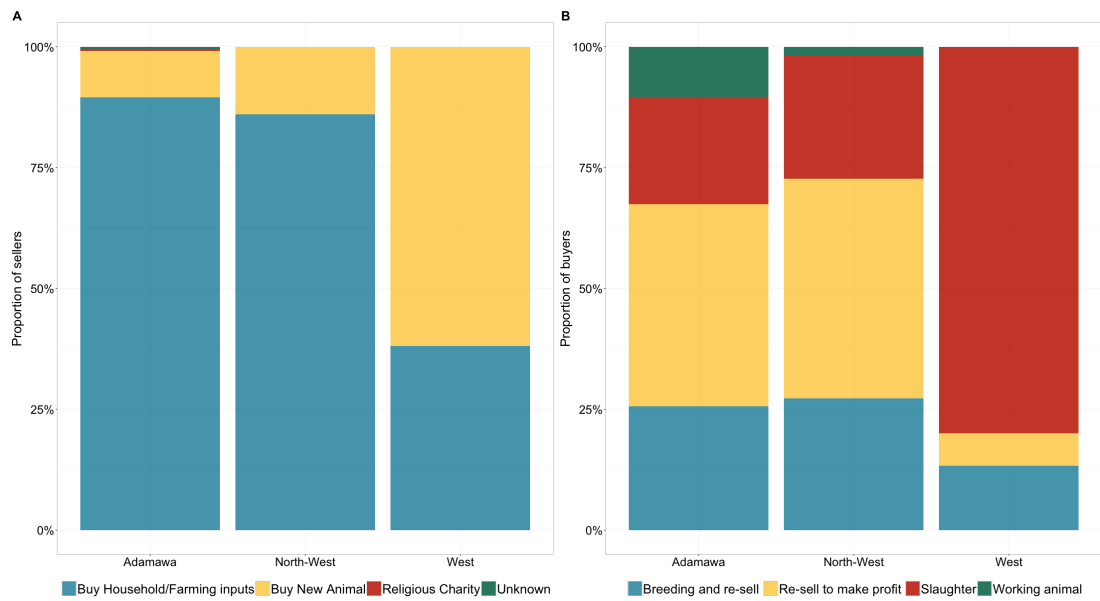 A
Proportion of sellers
100%
75%
50%
25%
0%
Adamawa North-West West
Buy Household/Farming inputs Buy New Animal Religious Charity Unknown
B
Proportion of buyers
100%
75%
50%
25%
0%
Adamawa North-West West
Breeding and re-sell Re-sell to make profit Slaughter Working animal